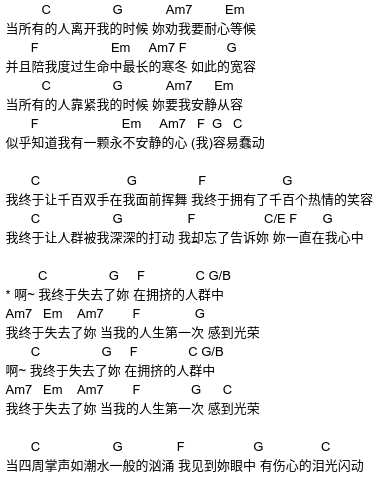 C G Am7 Em
当所有的人离开我的时候 妳劝我要耐心等候
F Em Am7 F G
并且陪我度过生命中最长的寒冬 如此的宽容
C G Am7 Em
当所有的人靠紧我的时候 妳要我安静从容
F Em Am7 F G C
似乎知道我有一颗永不安静的心 (我)容易蠢动
C G F G
我终于让千百双手在我面前挥舞 我终于拥有了千百个热情的笑容
C G F C/E F G
我终于让人群被我深深的打动 我却忘了告诉妳 妳一直在我心中
C G F C G/B
* 啊~ 我终于失去了妳 在拥挤的人群中
Am7 Em Am7 F G
我终于失去了妳 当我的人生第一次 感到光荣
C G F C G/B
啊~ 我终于失去了妳 在拥挤的人群中
Am7 Em Am7 F G C
我终于失去了妳 当我的人生第一次 感到光荣
C G F G C
当四周掌声如潮水一般的汹涌 我见到妳眼中 有伤心的泪光闪动